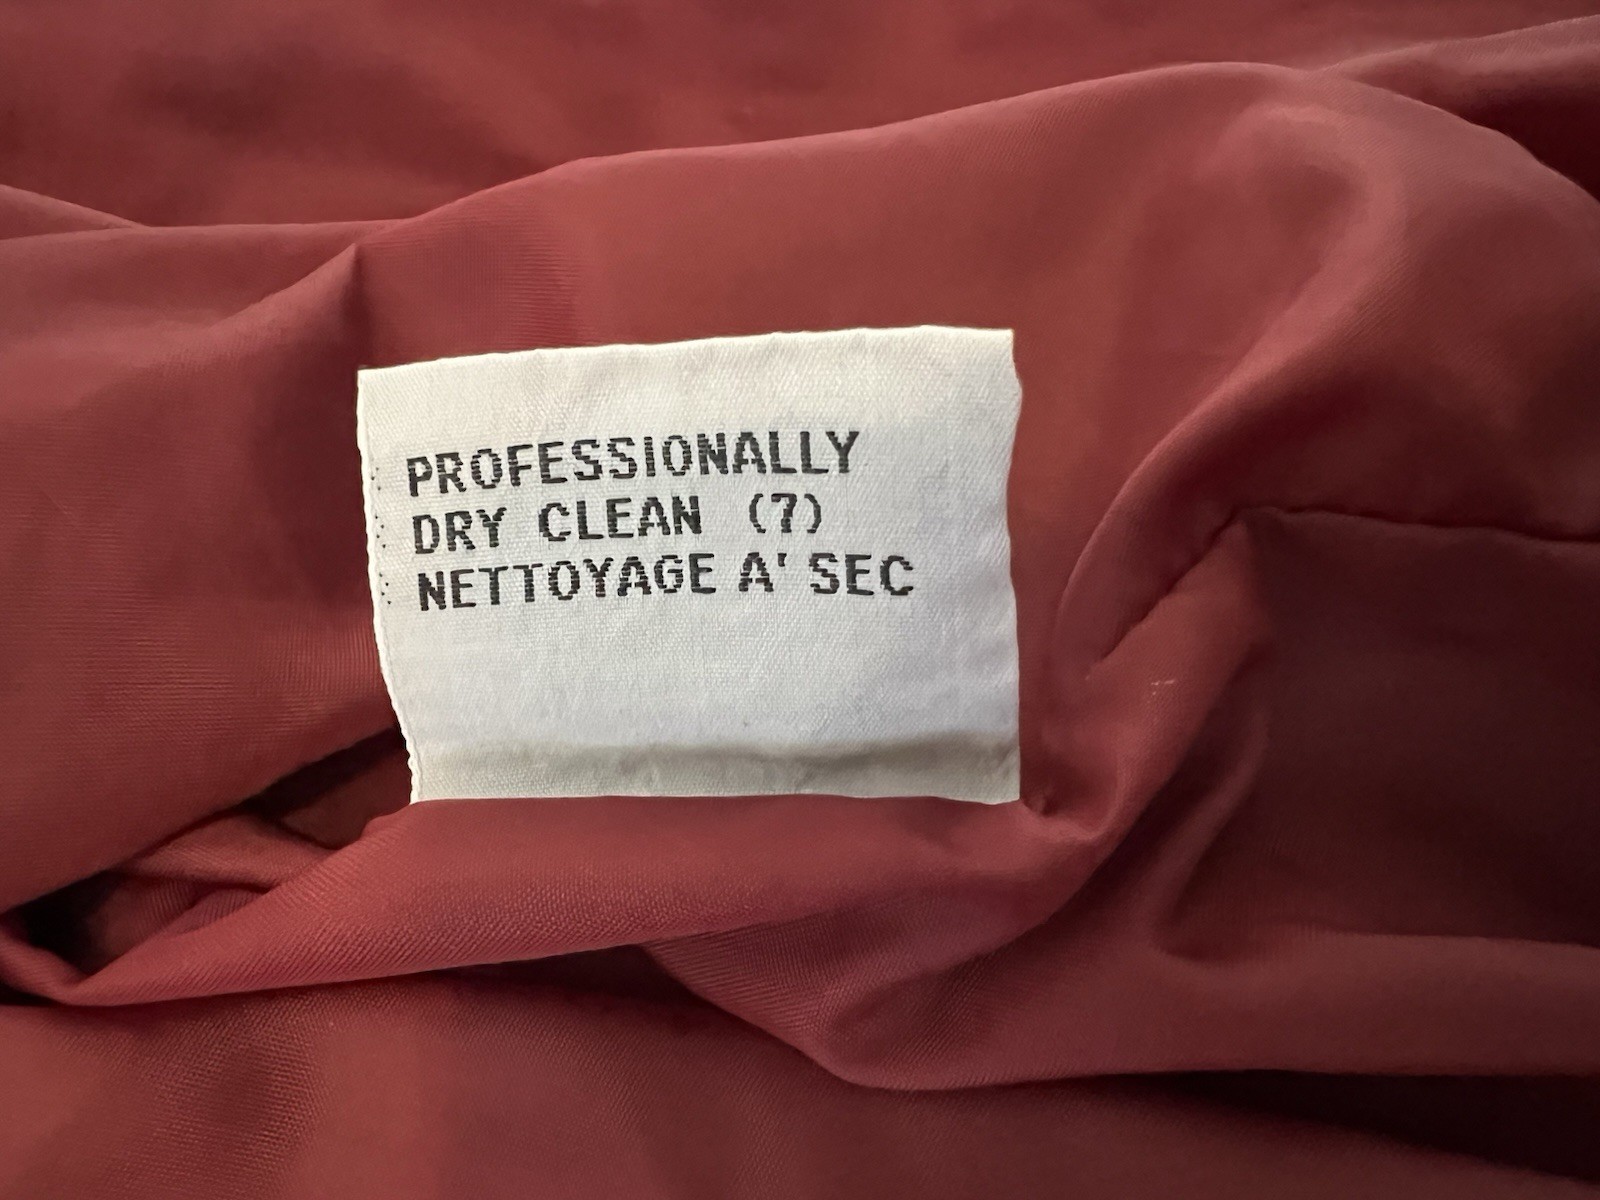 PROFESSIONALLY
DRY CLEAN (7)
NETTOYAGE A' SEC